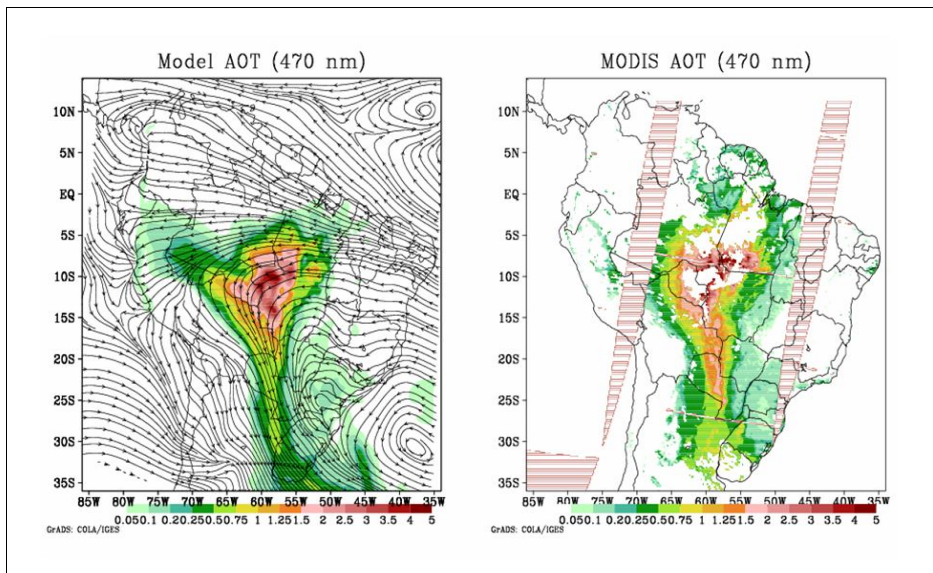 Model AOT (470 nm)
10N
5N
EQ
5S
10S
15S
20S
25S
30S
35S
85W 80W 75W 70W 65W 60W 55W 50W 45W 40W 35W
0.05 0.1 0.2 0.25 0.5 0.75 1 1.25 1.5 2 2.5 3 3.5 4 5
GrADS: COLA/IGES
MODIS AOT (470 nm)
10N
5N
EQ
5S
10S
15S
20S
25S
30S
35S
85W 80W 75W 70W 65W 60W 55W 50W 45W 40W 35W
0.05 0.1 0.2 0.25 0.5 0.75 1 1.25 1.5 2 2.5 3 3.5 4 5
GrADS: COLA/IGES